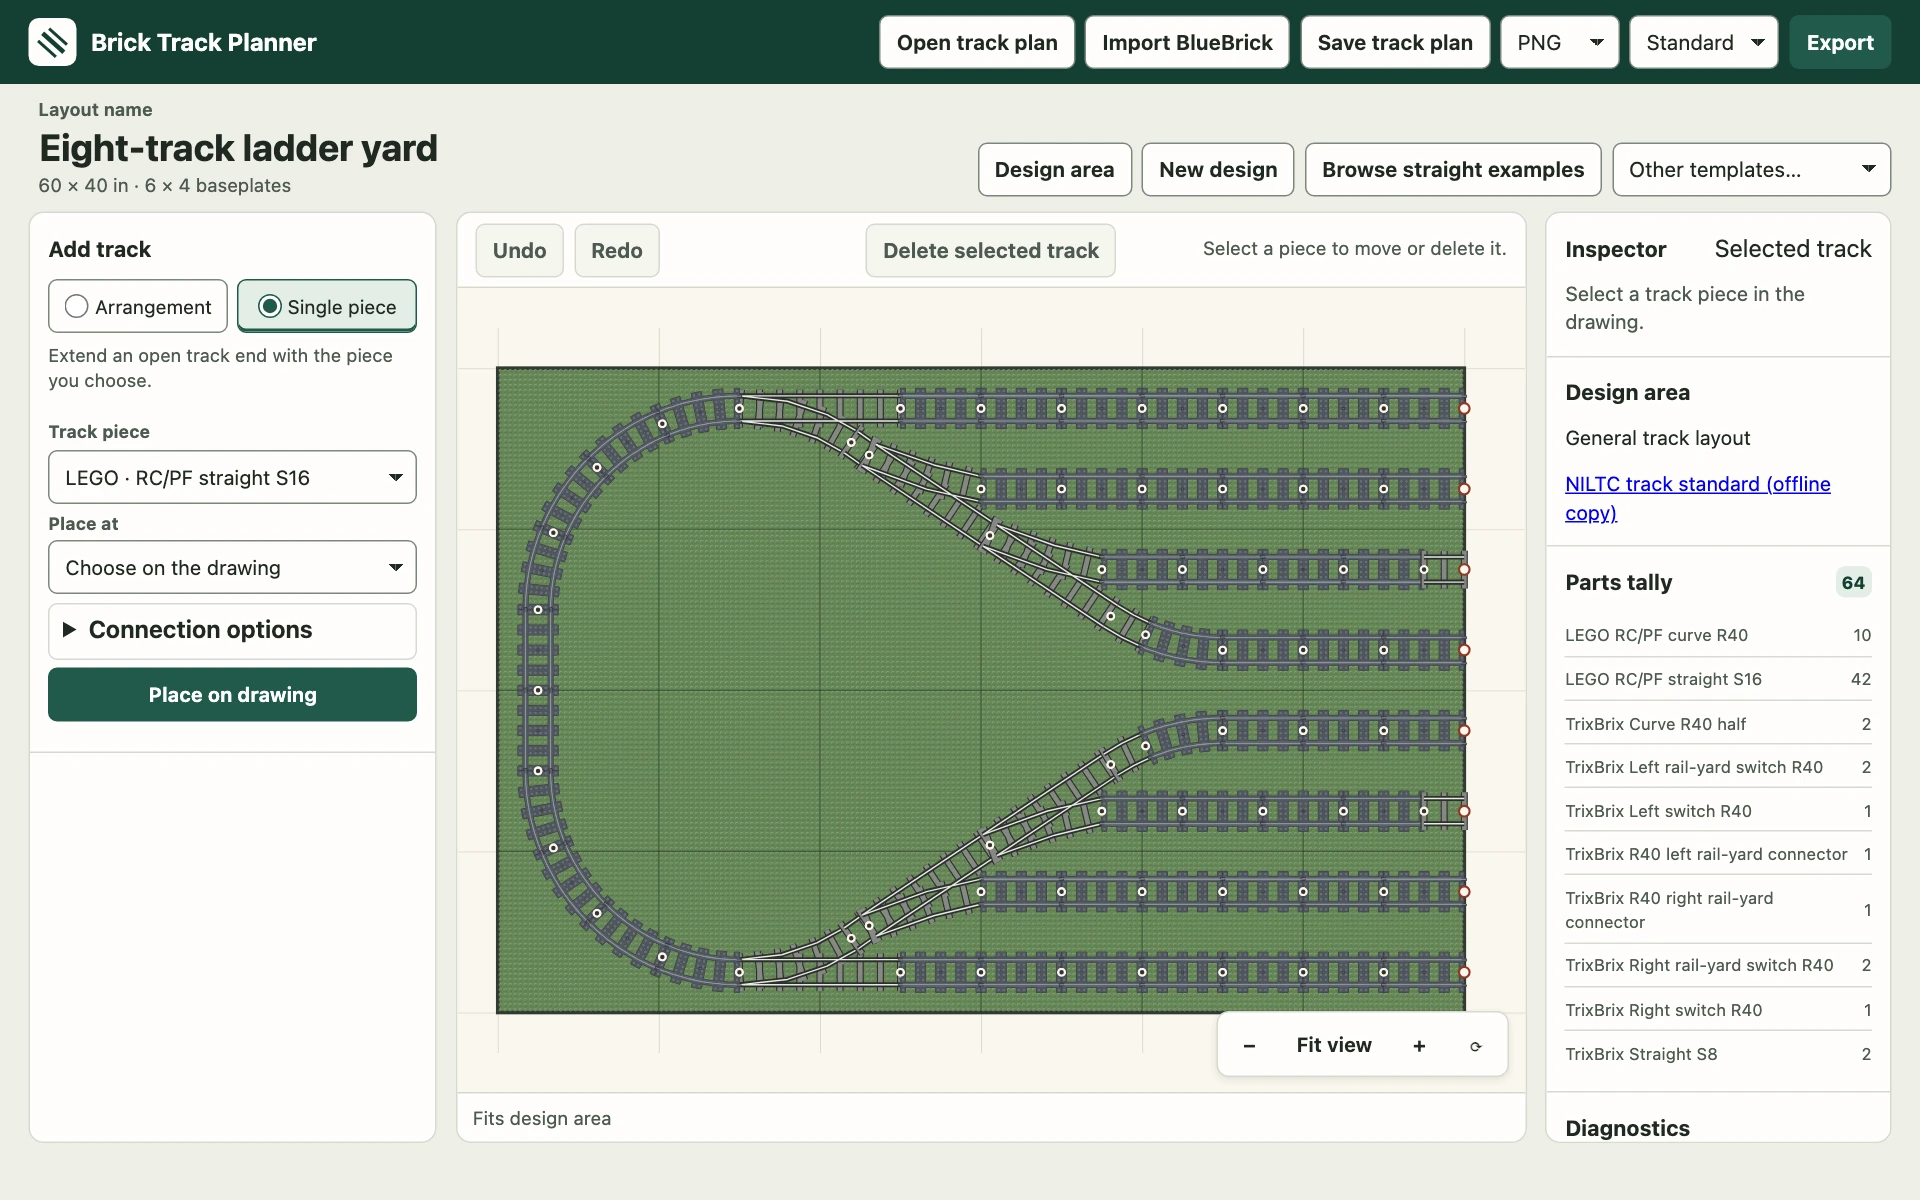 Brick Track Planner
Open track plan
Import BlueBrick
Save track plan
PNG
Standard
Export
Layout name
Eight-track ladder yard
60 × 40 in · 6 × 4 baseplates
Design area
New design
Browse straight examples
Other templates...
Add track
Arrangement
Single piece
Extend an open track end with the piece
you choose.
Track piece
LEGO · RC/PF straight S16
Place at
Choose on the drawing
Connection options
Place on drawing
Undo
Redo
Delete selected track
Select a piece to move or delete it.
− Fit view + ⟳
Fits design area
Inspector
Selected track
Select a track piece in the
drawing.
Design area
General track layout
NILTC track standard (offline
copy)
Parts tally 64
LEGO RC/PF curve R40 10
LEGO RC/PF straight S16 42
TrixBrix Curve R40 half 2
TrixBrix Left rail-yard switch R40 2
TrixBrix Left switch R40 1
TrixBrix R40 left rail-yard connector 1
TrixBrix R40 right rail-yard
connector 1
TrixBrix Right rail-yard switch R40 2
TrixBrix Right switch R40 1
TrixBrix Straight S8 2
Diagnostics